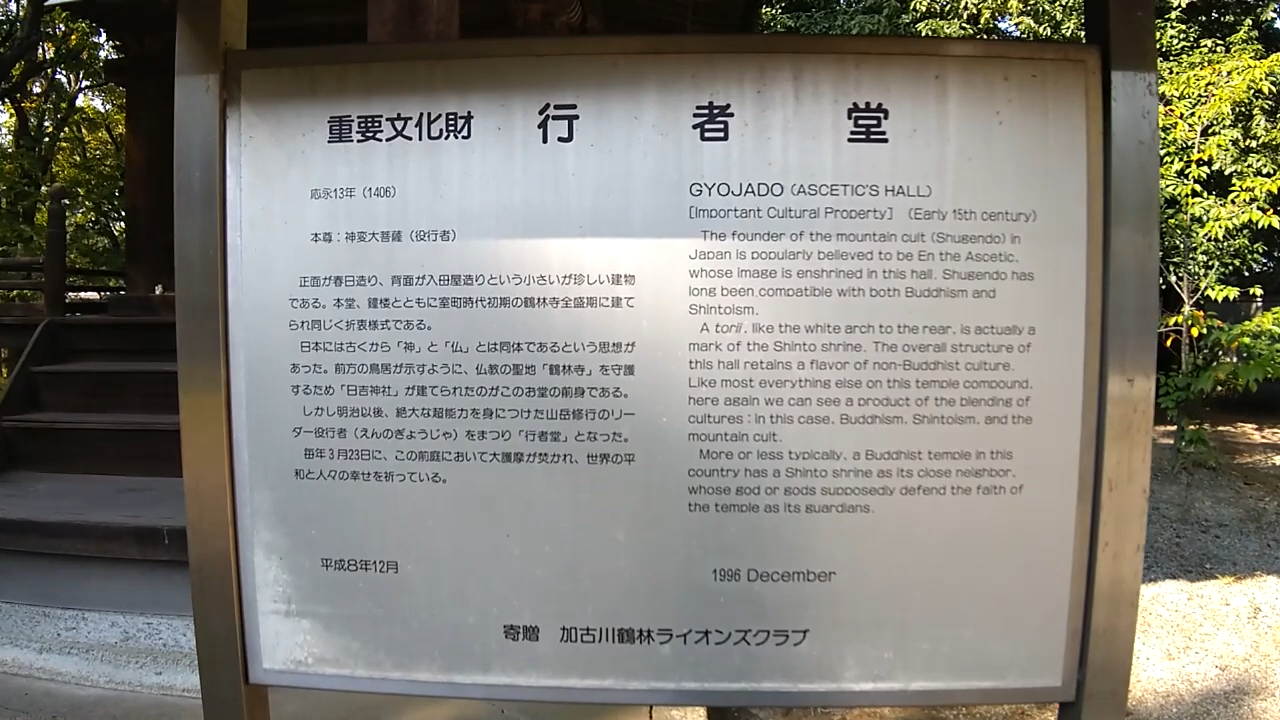 重要文化財 行者堂
応永13年（1406）
本尊：神変大菩薩（役行者）
正面が春日造り、背面が入母屋造りという小さいが珍しい建物
である。本堂、鐘楼とともに室町時代初期の鶴林寺全盛期に建て
られ同じく折衷様式である。
日本には古くから「神」と「仏」とは同体であるという思想が
あった。前方の鳥居が示すように、仏教の聖地「鶴林寺」を守護
するため「日吉神社」が建てられたのがこのお堂の前身である。
しかし明治以後、絶大な超能力を身につけた山岳修行のリー
ダー役行者（えんのぎょうじゃ）をまつり「行者堂」となった。
毎年3月23日に、この前庭において大護摩が焚かれ、世界の平
和と人々の幸せを祈っている。
平成8年12月
GYOJADO (ASCETIC'S HALL)
[Important Cultural Property] (Early 15th century)
The founder of the mountain cult (Shugendo) in
Japan is popularly believed to be En the Ascetic,
whose image is enshrined in this hall. Shugendo has
long been compatible with both Buddhism and
Shintoism.
A torii, like the white arch to the rear, is actually a
mark of the Shinto shrine. The overall structure of
this hall retains a flavor of non-Buddhist culture.
Like most everything else on this temple compound,
here again we can see a product of the blending of
cultures : in this case, Buddhism, Shintoism, and the
mountain cult.
More or less typically, a Buddhist temple in this
country has a Shinto shrine as its close neighbor,
whose god or gods supposedly defend the faith of
the temple as its guardians.
1996 December
寄贈 加古川鶴林ライオンズクラブ